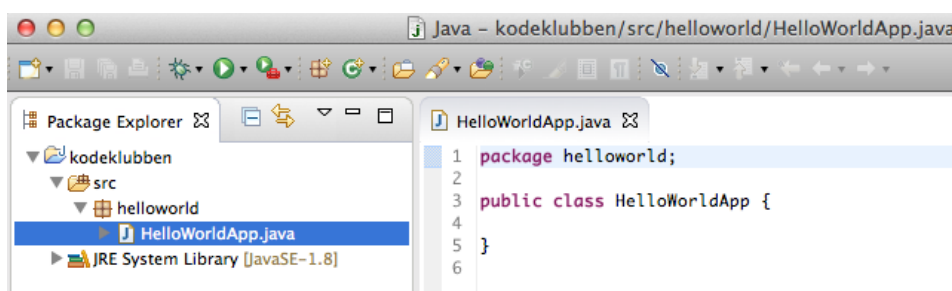 Java – kodeklubben/src/helloworld/HelloWorldApp.java
Package Explorer
HelloWorldApp.java
kodeklubben
src
helloworld
HelloWorldApp.java
JRE System Library [JavaSE-1.8]
1 package helloworld;
2
3 public class HelloWorldApp {
4
5 }
6